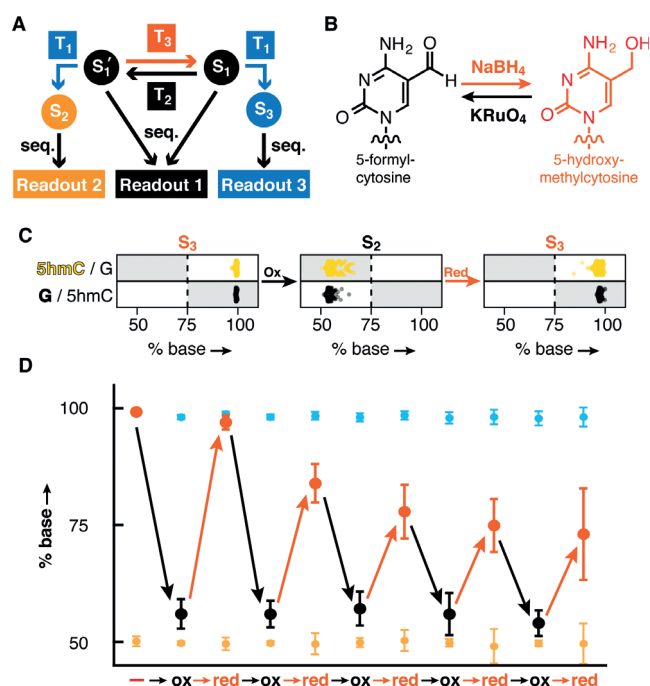 A
T1
T3
T1
S1′
S1
T2
S2
S3
seq.
seq.
seq.
Readout 2
Readout 1
Readout 3
B
NH2
O
H
N
O
N
5-formyl-
cytosine
NaBH4
KRuO4
NH2
OH
N
O
N
5-hydroxy-
methylcytosine
C
S3
S2
S3
5hmC / G
G / 5hmC
Ox
Red
50 75 100
50 75 100
50 75 100
% base →
% base →
% base →
D
% base →
100
75
50
– → ox → red → ox → red → ox → red → ox → red → ox → red